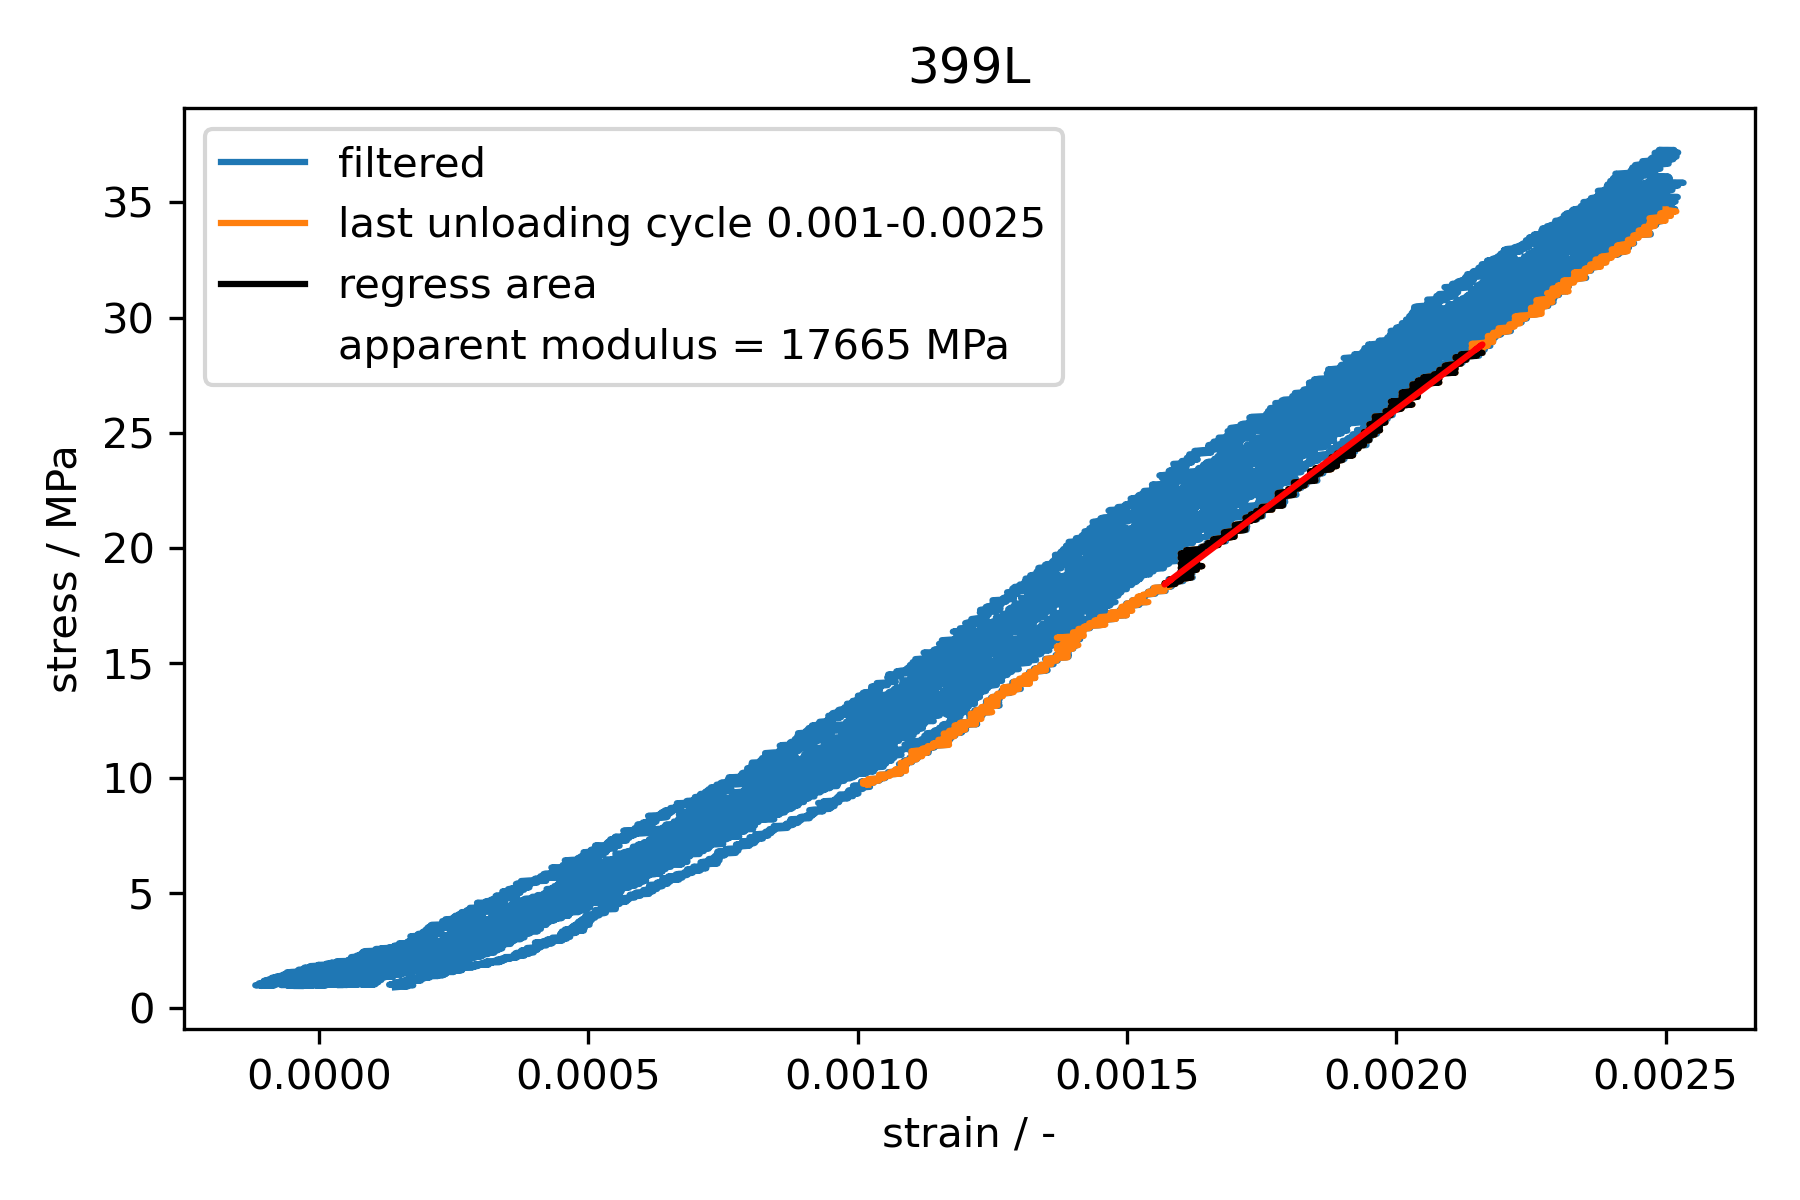 399L
filtered
last unloading cycle 0.001-0.0025
regress area
apparent modulus = 17665 MPa
35
30
25
20
15
10
5
0
stress / MPa
0.0000 0.0005 0.0010 0.0015 0.0020 0.0025
strain / -